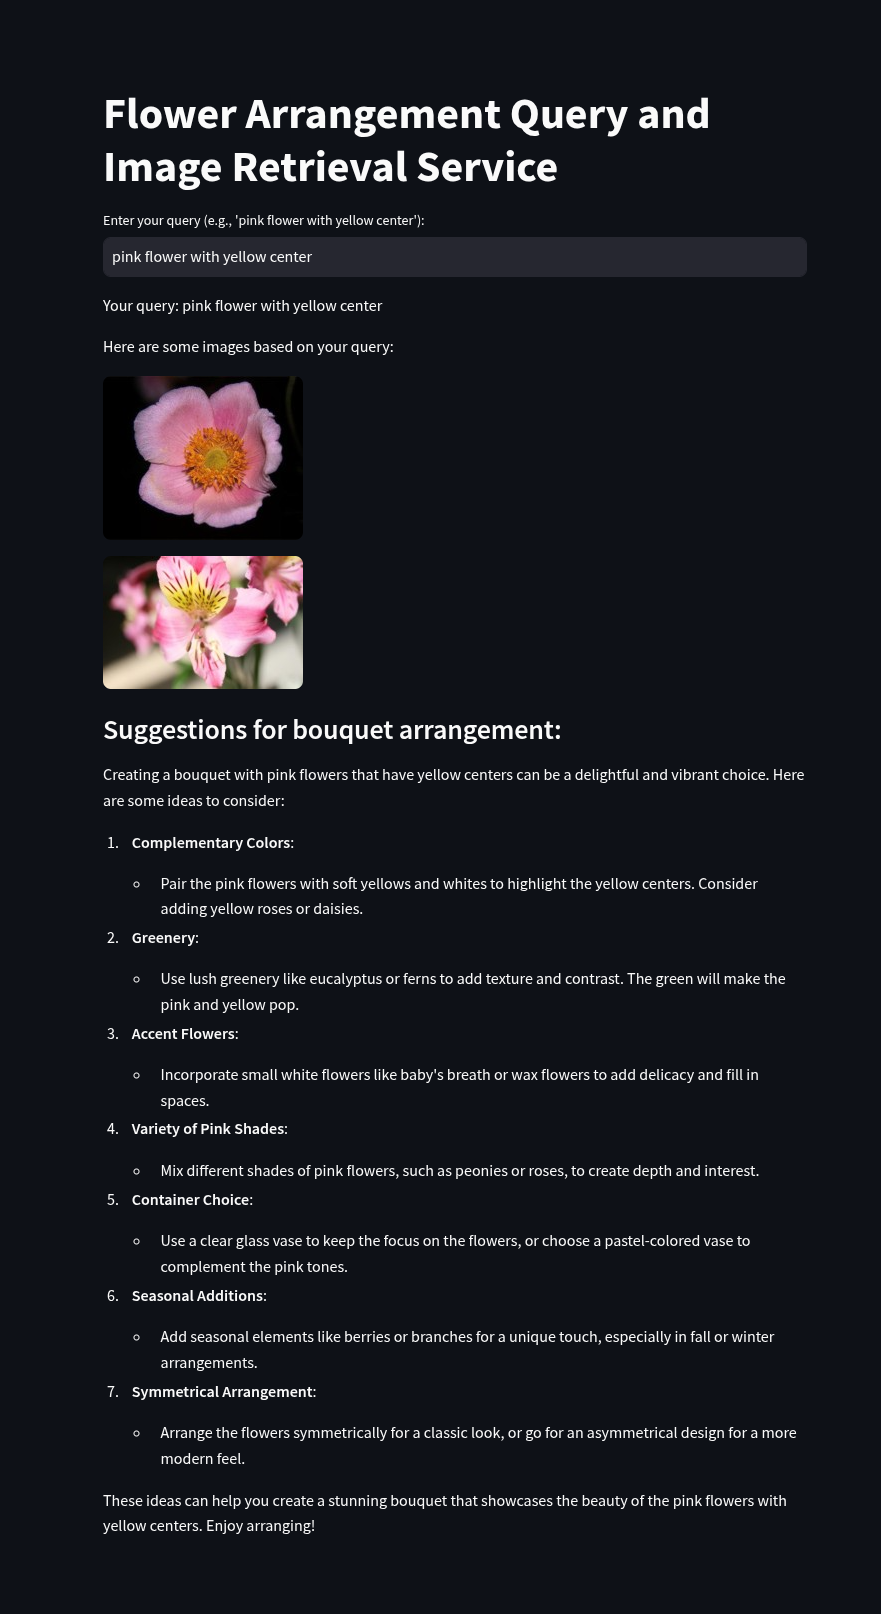 Flower Arrangement Query and
Image Retrieval Service
Enter your query (e.g., 'pink flower with yellow center'):
pink flower with yellow center
Your query: pink flower with yellow center
Here are some images based on your query:
Suggestions for bouquet arrangement:
Creating a bouquet with pink flowers that have yellow centers can be a delightful and vibrant choice. Here
are some ideas to consider:
1. Complementary Colors:
◦ Pair the pink flowers with soft yellows and whites to highlight the yellow centers. Consider
adding yellow roses or daisies.
2. Greenery:
◦ Use lush greenery like eucalyptus or ferns to add texture and contrast. The green will make the
pink and yellow pop.
3. Accent Flowers:
◦ Incorporate small white flowers like baby's breath or wax flowers to add delicacy and fill in
spaces.
4. Variety of Pink Shades:
◦ Mix different shades of pink flowers, such as peonies or roses, to create depth and interest.
5. Container Choice:
◦ Use a clear glass vase to keep the focus on the flowers, or choose a pastel-colored vase to
complement the pink tones.
6. Seasonal Additions:
◦ Add seasonal elements like berries or branches for a unique touch, especially in fall or winter
arrangements.
7. Symmetrical Arrangement:
◦ Arrange the flowers symmetrically for a classic look, or go for an asymmetrical design for a more
modern feel.
These ideas can help you create a stunning bouquet that showcases the beauty of the pink flowers with
yellow centers. Enjoy arranging!